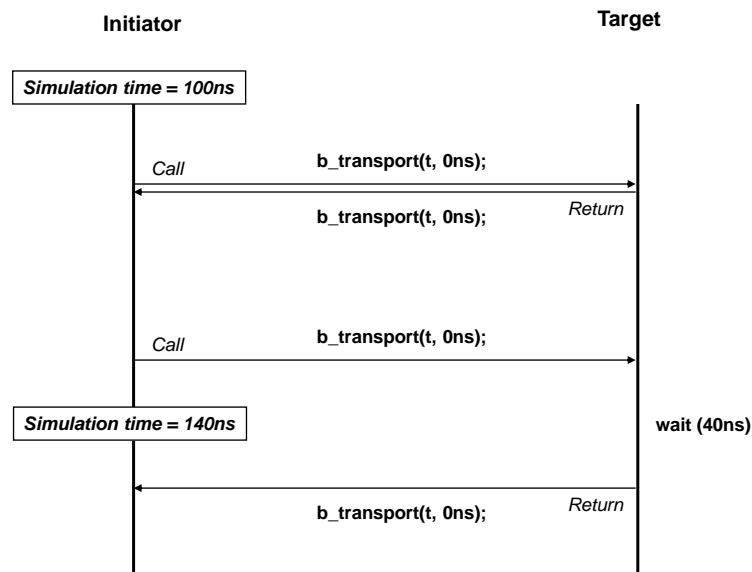 Initiator
Target
Simulation time = 100ns
b_transport(t, 0ns);
Call
Return
b_transport(t, 0ns);
b_transport(t, 0ns);
Call
Simulation time = 140ns
wait (40ns)
Return
b_transport(t, 0ns);